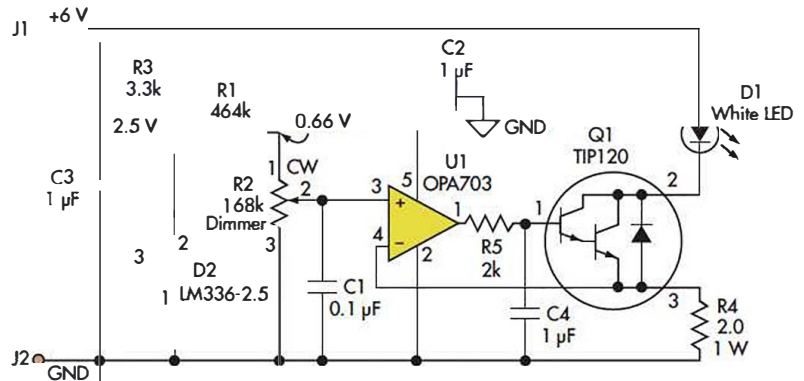 J1
+6 V
C2
1 µF
GND
R3
3.3k
R1
464k
2.5 V
0.66 V
D1
White LED
Q1
TIP120
U1
OPA703
C3
1 µF
1
CW
R2
168k
Dimmer
2
3
3
5
1
4
2
R5
2k
1
2
3
3
2
1
D2
LM336-2.5
C1
0.1 µF
C4
1 µF
R4
2.0
1 W
J2
GND